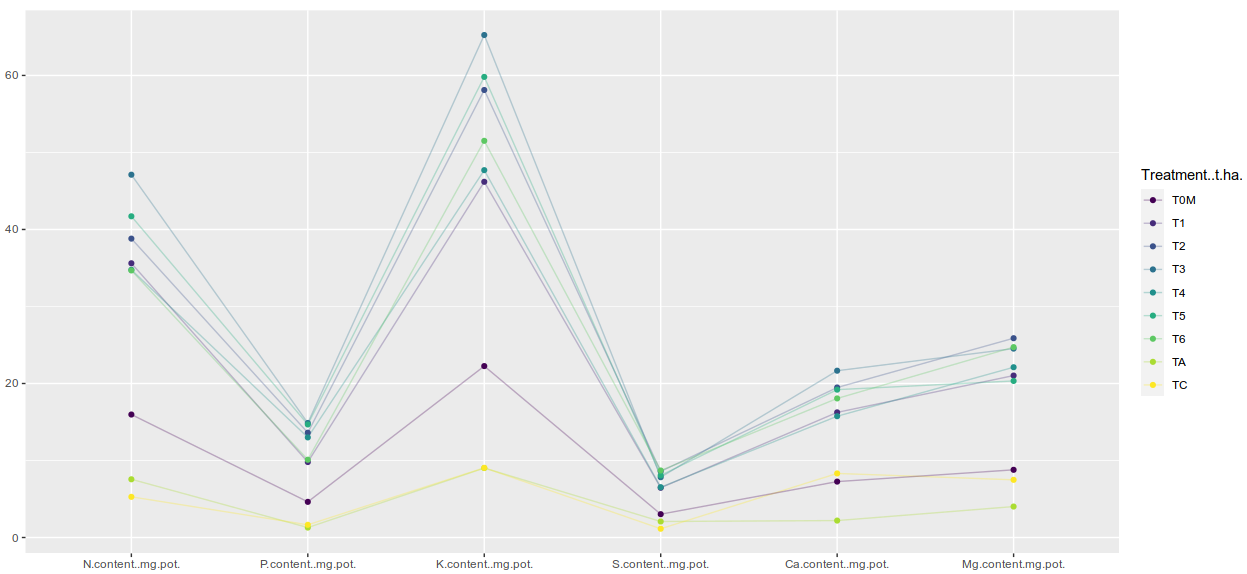 60
40
20
0
N.content..mg.pot.
P.content..mg.pot.
K.content..mg.pot.
S.content..mg.pot.
Ca.content..mg.pot.
Mg.content.mg.pot.
Treatment..t.ha.
T0M
T1
T2
T3
T4
T5
T6
TA
TC